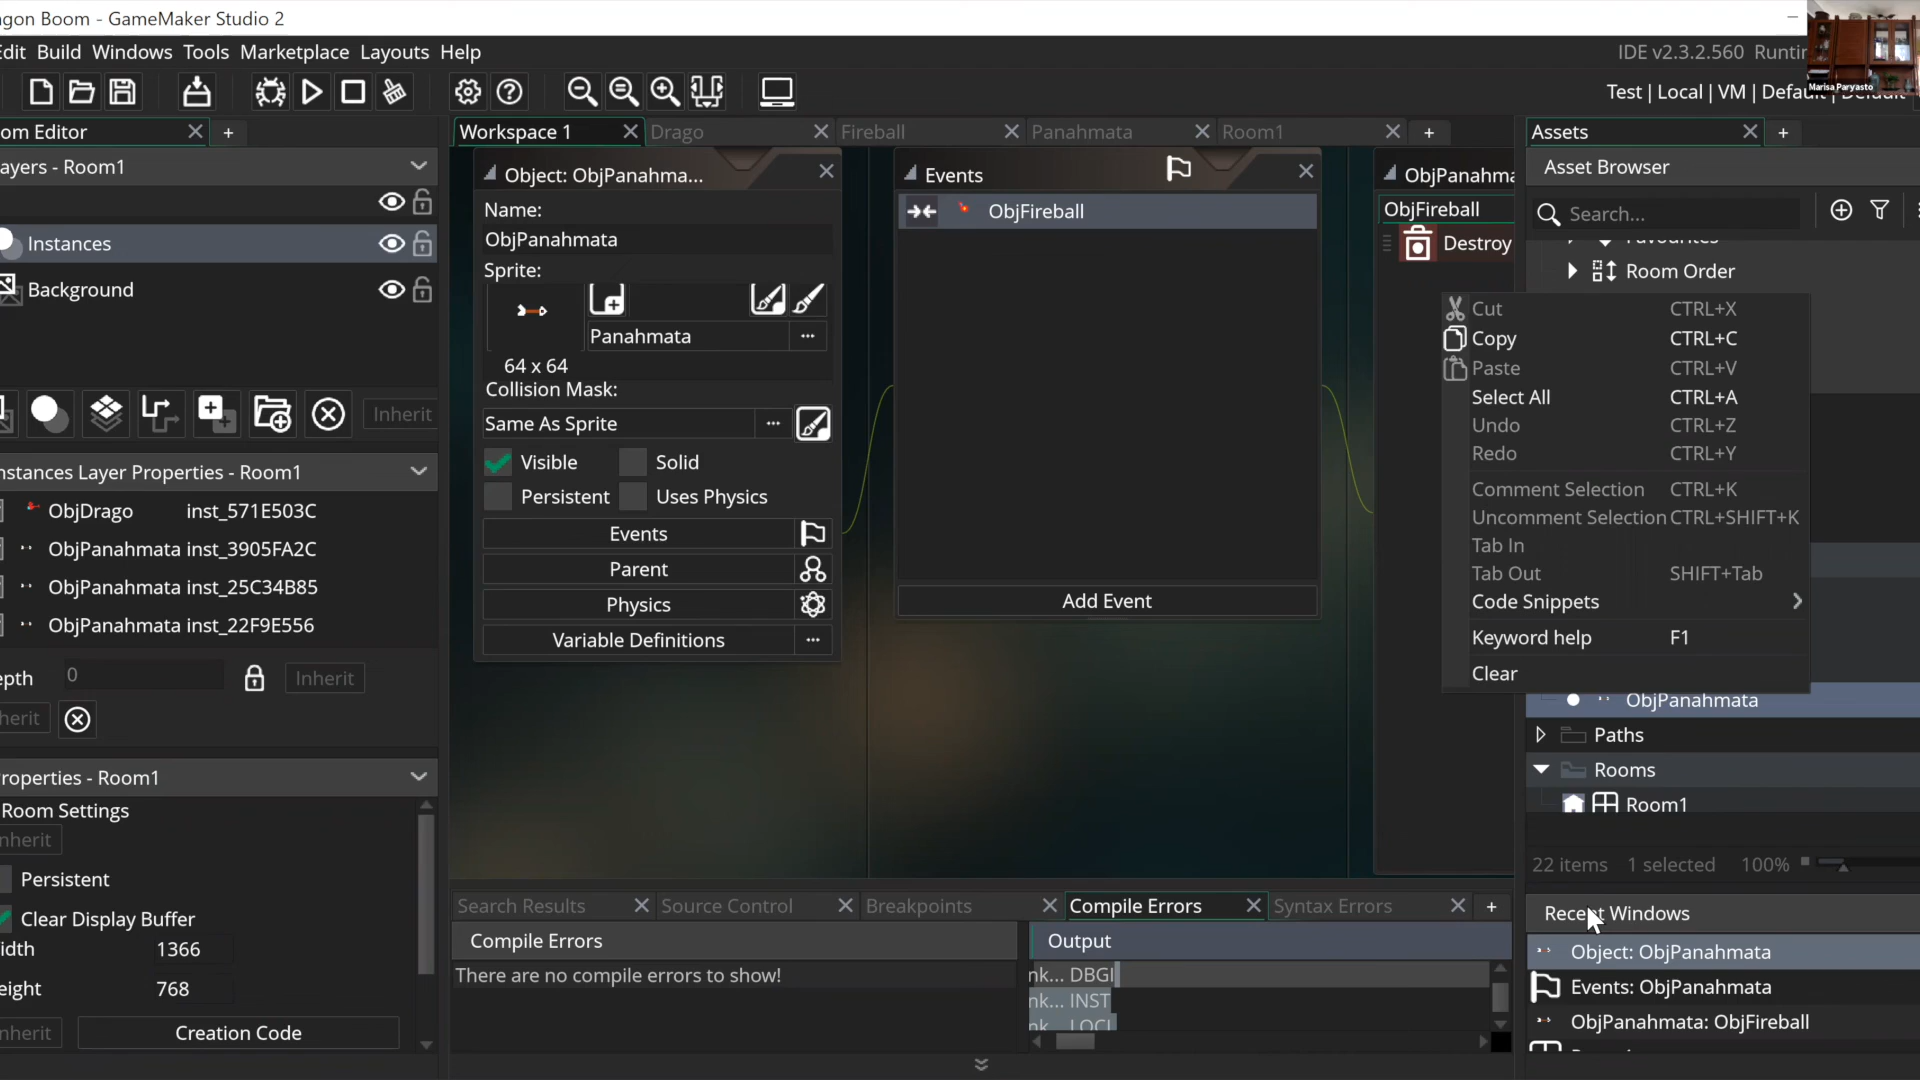 gon Boom - GameMaker Studio 2
dit Build Windows Tools Marketplace Layouts Help
IDE v2.3.2.560 Runtin
Marisa Paryasto
Test | Local | VM | Default Default
om Editor
Workspace 1
Drago
Fireball
Panahmata
Room1
Assets
ayers - Room1
Instances
Background
Inherit
nstances Layer Properties - Room1
ObjDrago inst_571E503C
ObjPanahmata inst_3905FA2C
ObjPanahmata inst_25C34B85
ObjPanahmata inst_22F9E556
epth 0 Inherit
herit
roperties - Room1
Room Settings
nherit
Persistent
Clear Display Buffer
idth 1366
eight 768
nherit Creation Code
Object: ObjPanahma...
Name:
ObjPanahmata
Sprite:
Panahmata ...
64 x 64
Collision Mask:
Same As Sprite ...
Visible Solid
Persistent Uses Physics
Events
Parent
Physics
Variable Definitions ...
Events
ObjFireball
Add Event
ObjPanahma
ObjFireball
Destroy
Cut CTRL+X
Copy CTRL+C
Paste CTRL+V
Select All CTRL+A
Undo CTRL+Z
Redo CTRL+Y
Comment Selection CTRL+K
Uncomment Selection CTRL+SHIFT+K
Tab In
Tab Out SHIFT+Tab
Code Snippets
Keyword help F1
Clear
Asset Browser
Search...
Favourites
Room Order
ObjPanahmata
Paths
Rooms
Room1
22 items 1 selected 100%
Recent Windows
Object: ObjPanahmata
Events: ObjPanahmata
ObjPanahmata: ObjFireball
Search Results
Source Control
Breakpoints
Compile Errors
Syntax Errors
Compile Errors
There are no compile errors to show!
Output
nk... DBGI
nk... INST
nk... LOCI